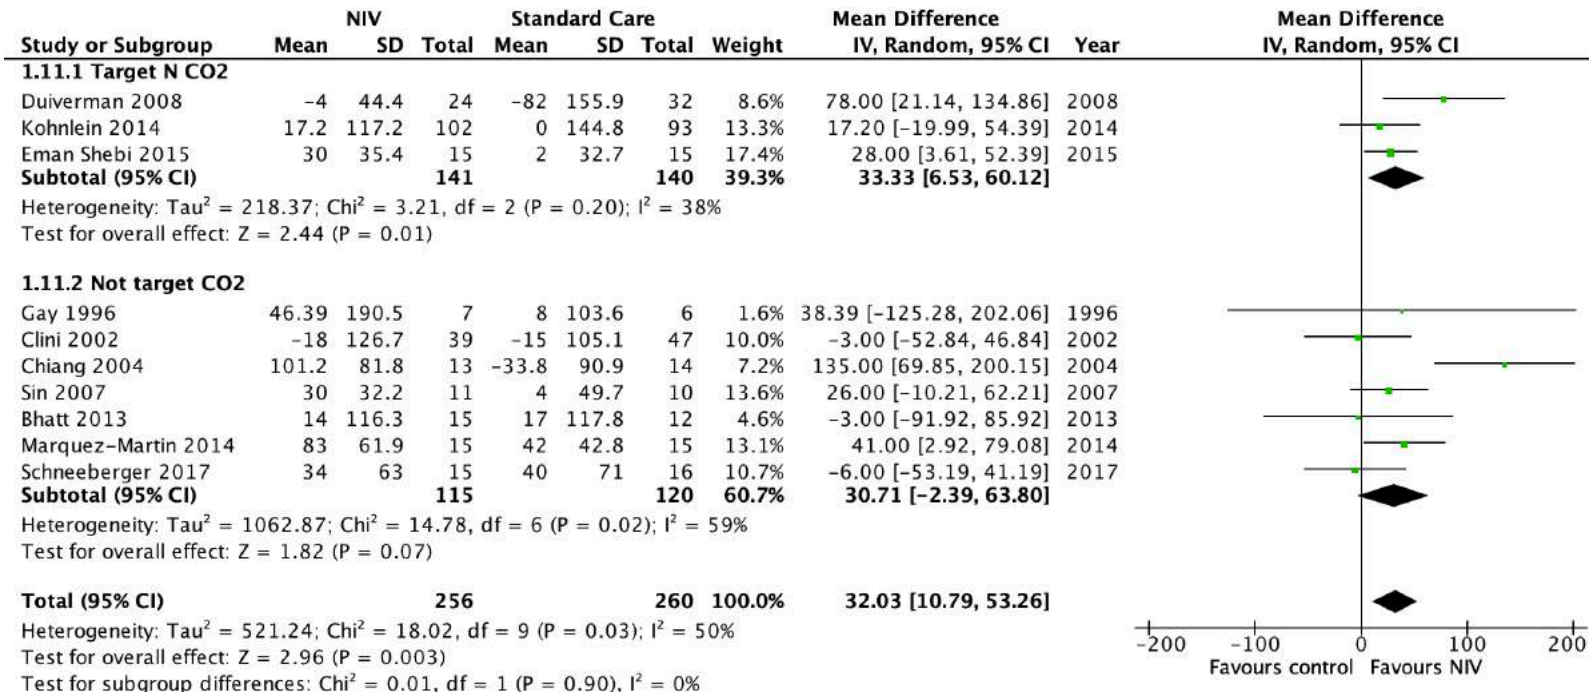 NIV Standard Care Mean Difference Mean Difference
Study or Subgroup Mean SD Total Mean SD Total Weight IV, Random, 95% CI Year IV, Random, 95% CI
1.11.1 Target N CO2
Duiverman 2008 -4 44.4 24 -82 155.9 32 8.6% 78.00 [21.14, 134.86] 2008
Kohnlein 2014 17.2 117.2 102 0 144.8 93 13.3% 17.20 [-19.99, 54.39] 2014
Eman Shebi 2015 30 35.4 15 2 32.7 15 17.4% 28.00 [3.61, 52.39] 2015
Subtotal (95% CI) 141 140 39.3% 33.33 [6.53, 60.12]
Heterogeneity: Tau² = 218.37; Chi² = 3.21, df = 2 (P = 0.20); I² = 38%
Test for overall effect: Z = 2.44 (P = 0.01)
1.11.2 Not target CO2
Gay 1996 46.39 190.5 7 8 103.6 6 1.6% 38.39 [-125.28, 202.06] 1996
Clini 2002 -18 126.7 39 -15 105.1 47 10.0% -3.00 [-52.84, 46.84] 2002
Chiang 2004 101.2 81.8 13 -33.8 90.9 14 7.2% 135.00 [69.85, 200.15] 2004
Sin 2007 30 32.2 11 4 49.7 10 13.6% 26.00 [-10.21, 62.21] 2007
Bhatt 2013 14 116.3 15 17 117.8 12 4.6% -3.00 [-91.92, 85.92] 2013
Marquez-Martin 2014 83 61.9 15 42 42.8 15 13.1% 41.00 [2.92, 79.08] 2014
Schneeberger 2017 34 63 15 40 71 16 10.7% -6.00 [-53.19, 41.19] 2017
Subtotal (95% CI) 115 120 60.7% 30.71 [-2.39, 63.80]
Heterogeneity: Tau² = 1062.87; Chi² = 14.78, df = 6 (P = 0.02); I² = 59%
Test for overall effect: Z = 1.82 (P = 0.07)
Total (95% CI) 256 260 100.0% 32.03 [10.79, 53.26]
Heterogeneity: Tau² = 521.24; Chi² = 18.02, df = 9 (P = 0.03); I² = 50%
Test for overall effect: Z = 2.96 (P = 0.003)
Test for subgroup differences: Chi² = 0.01, df = 1 (P = 0.90), I² = 0%
-200 -100 0 100 200
Favours control Favours NIV